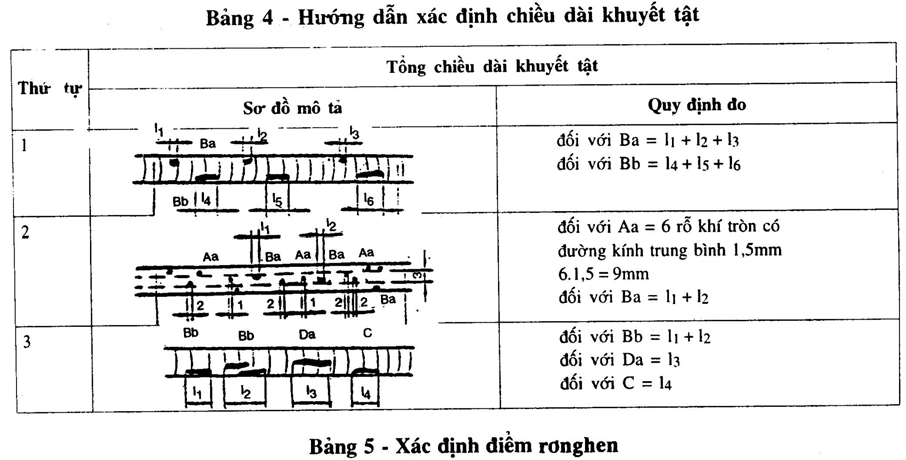 Bảng 4 - Hướng dẫn xác định chiều dài khuyết tật
Thứ tự
Tổng chiều dài khuyết tật
Sơ đồ mô tả
Quy định đo
1
l1 Ba l2 l3
Bb l4 l5 l6
đối với Ba = l1 + l2 + l3
đối với Bb = l4 + l5 + l6
2
l1 l2
Aa Ba Aa Ba Aa
3
2 1 2 1 2 2 Ba
đối với Aa = 6 rỗ khí tròn có
đường kính trung bình 1,5mm
6.1,5 = 9mm
đối với Ba = l1 + l2
3
Bb Bb Da C
l1 l2 l3 l4
đối với Bb = l1 + l2
đối với Da = l3
đối với C = l4
Bảng 5 - Xác định điểm rơnghen